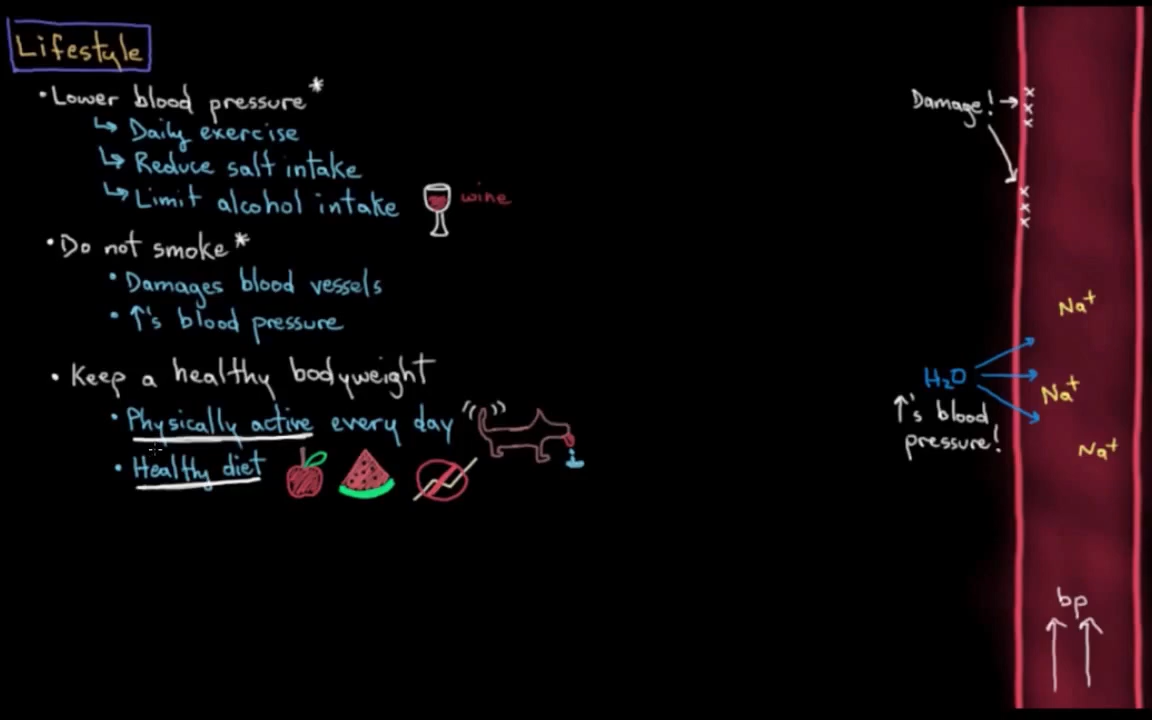 Lifestyle
• Lower blood pressure*
↳ Daily exercise
↳ Reduce salt intake
↳ Limit alcohol intake
wine
• Do not smoke*
• Damages blood vessels
• ↑'s blood pressure
• Keep a healthy bodyweight
• Physically active every day
• Healthy diet
Damage!
x x x
x x x
Na+
H2O
Na+
↑'s blood
pressure!
Na+
bp